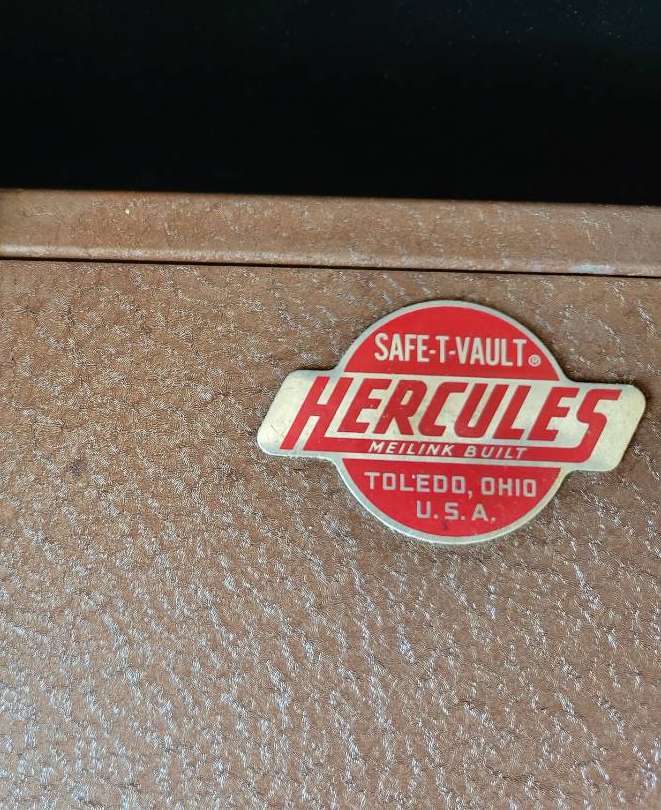 SAFE-T-VAULT®
HERCULES
MEILINK BUILT
TOLEDO, OHIO
U.S.A.